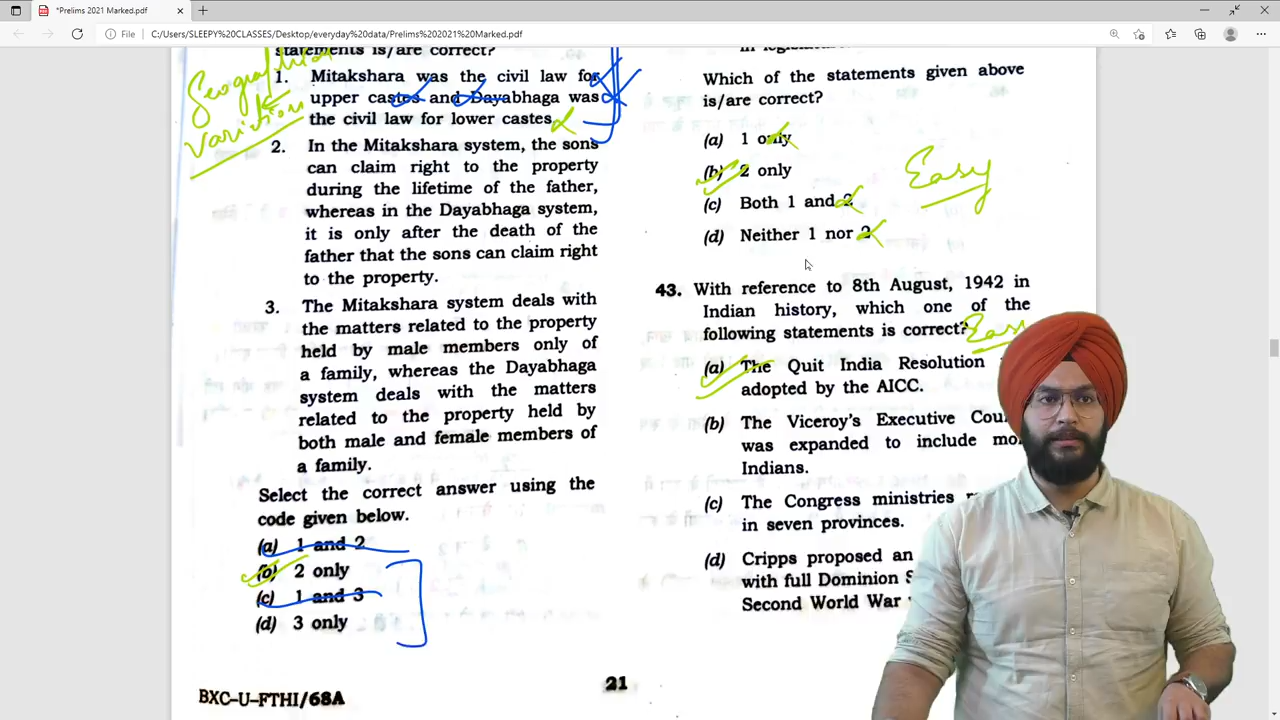 *Prelims 2021 Marked.pdf
File
C:/Users/SLEEPY%20CLASSES/Desktop/everyday%20data/Prelims%202021%20Marked.pdf
statements is/are correct?
Geographical
variation
1. Mitakshara was the civil law for
upper castes and Dayabhaga was
the civil law for lower castes.
2. In the Mitakshara system, the sons
can claim right to the property
during the lifetime of the father,
whereas in the Dayabhaga system,
it is only after the death of the
father that the sons can claim right
to the property.
3. The Mitakshara system deals with
the matters related to the property
held by male members only of
a family, whereas the Dayabhaga
system deals with the matters
related to the property held by
both male and female members of
a family.
Select the correct answer using the
code given below.
(a) 1 and 2
(b) 2 only
(c) 1 and 3
(d) 3 only
Which of the statements given above
is/are correct?
(a) 1 only
(b) 2 only
(c) Both 1 and 2
(d) Neither 1 nor 2
Easy
43. With reference to 8th August, 1942 in
Indian history, which one of the
following statements is correct?
Easy
(a) The Quit India Resolution
adopted by the AICC.
(b) The Viceroy's Executive Cou
was expanded to include mo
Indians.
(c) The Congress ministries
in seven provinces.
(d) Cripps proposed an
with full Dominion S
Second World War
21
BXC-U-FTHI/68A